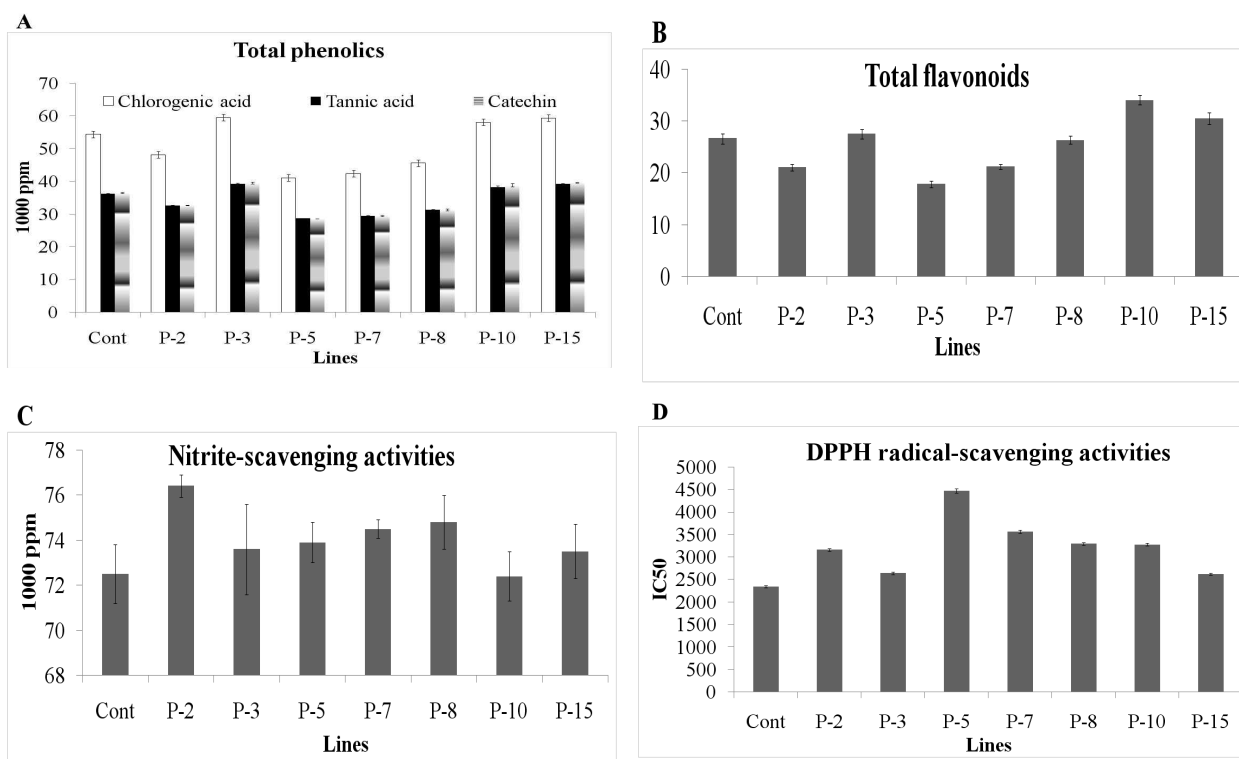 A
Total phenolics
Chlorogenic acid Tannic acid Catechin
1000 ppm
70
60
50
40
30
20
10
0
Cont P-2 P-3 P-5 P-7 P-8 P-10 P-15
Lines
B
Total flavonoids
40
30
20
10
0
Cont P-2 P-3 P-5 P-7 P-8 P-10 P-15
Lines
C
Nitrite-scavenging activities
1000 ppm
78
76
74
72
70
68
Cont P-2 P-3 P-5 P-7 P-8 P-10 P-15
Lines
D
DPPH radical-scavenging activities
IC50
5000
4500
4000
3500
3000
2500
2000
1500
1000
500
0
Cont P-2 P-3 P-5 P-7 P-8 P-10 P-15
Lines